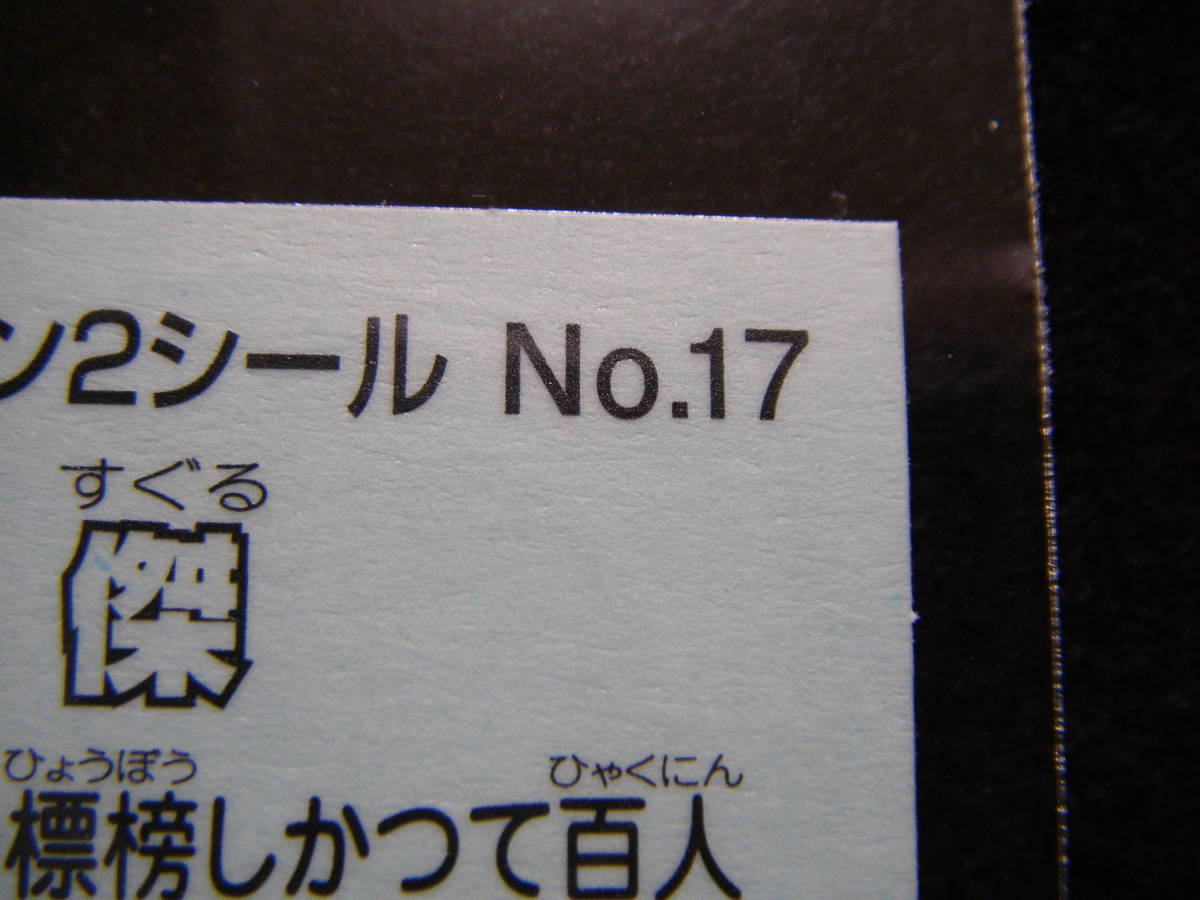 ン2シール No.17
すぐる
傑
ひょうぼう ひゃくにん
標榜しかつて百人